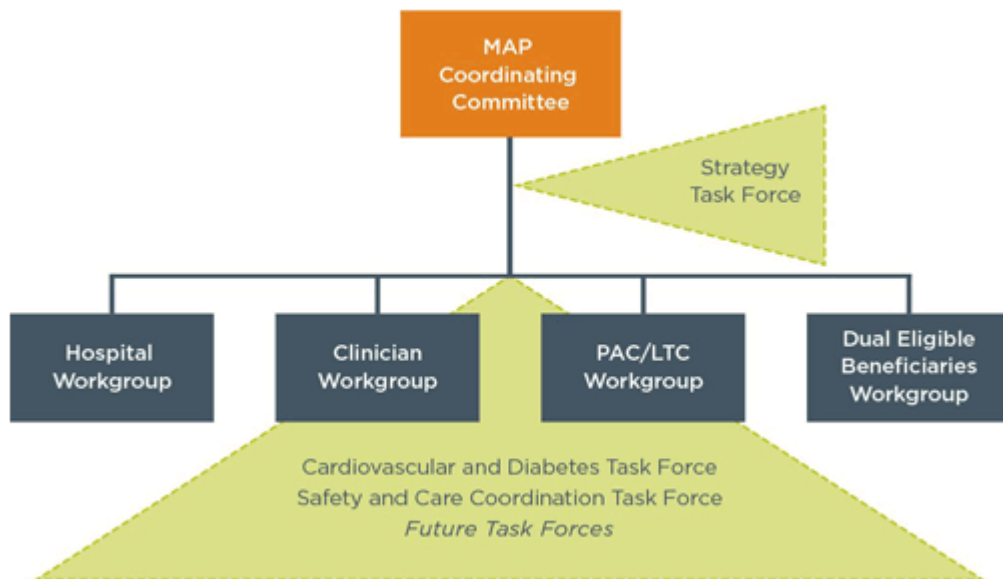 MAP
Coordinating
Committee
Strategy
Task Force
Hospital
Workgroup
Clinician
Workgroup
PAC/LTC
Workgroup
Dual Eligible
Beneficiaries
Workgroup
Cardiovascular and Diabetes Task Force
Safety and Care Coordination Task Force
Future Task Forces